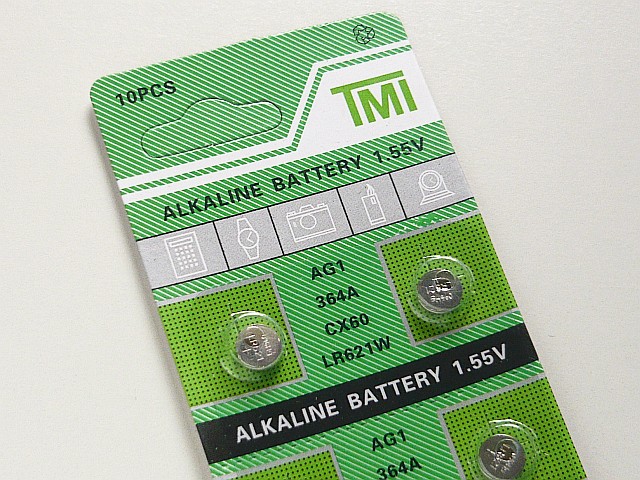 10PCS
TMI
ALKALINE BATTERY 1.55V
AG1
364A
CX60
LR621W
ALKALINE BATTERY 1.55V
AG1
364A